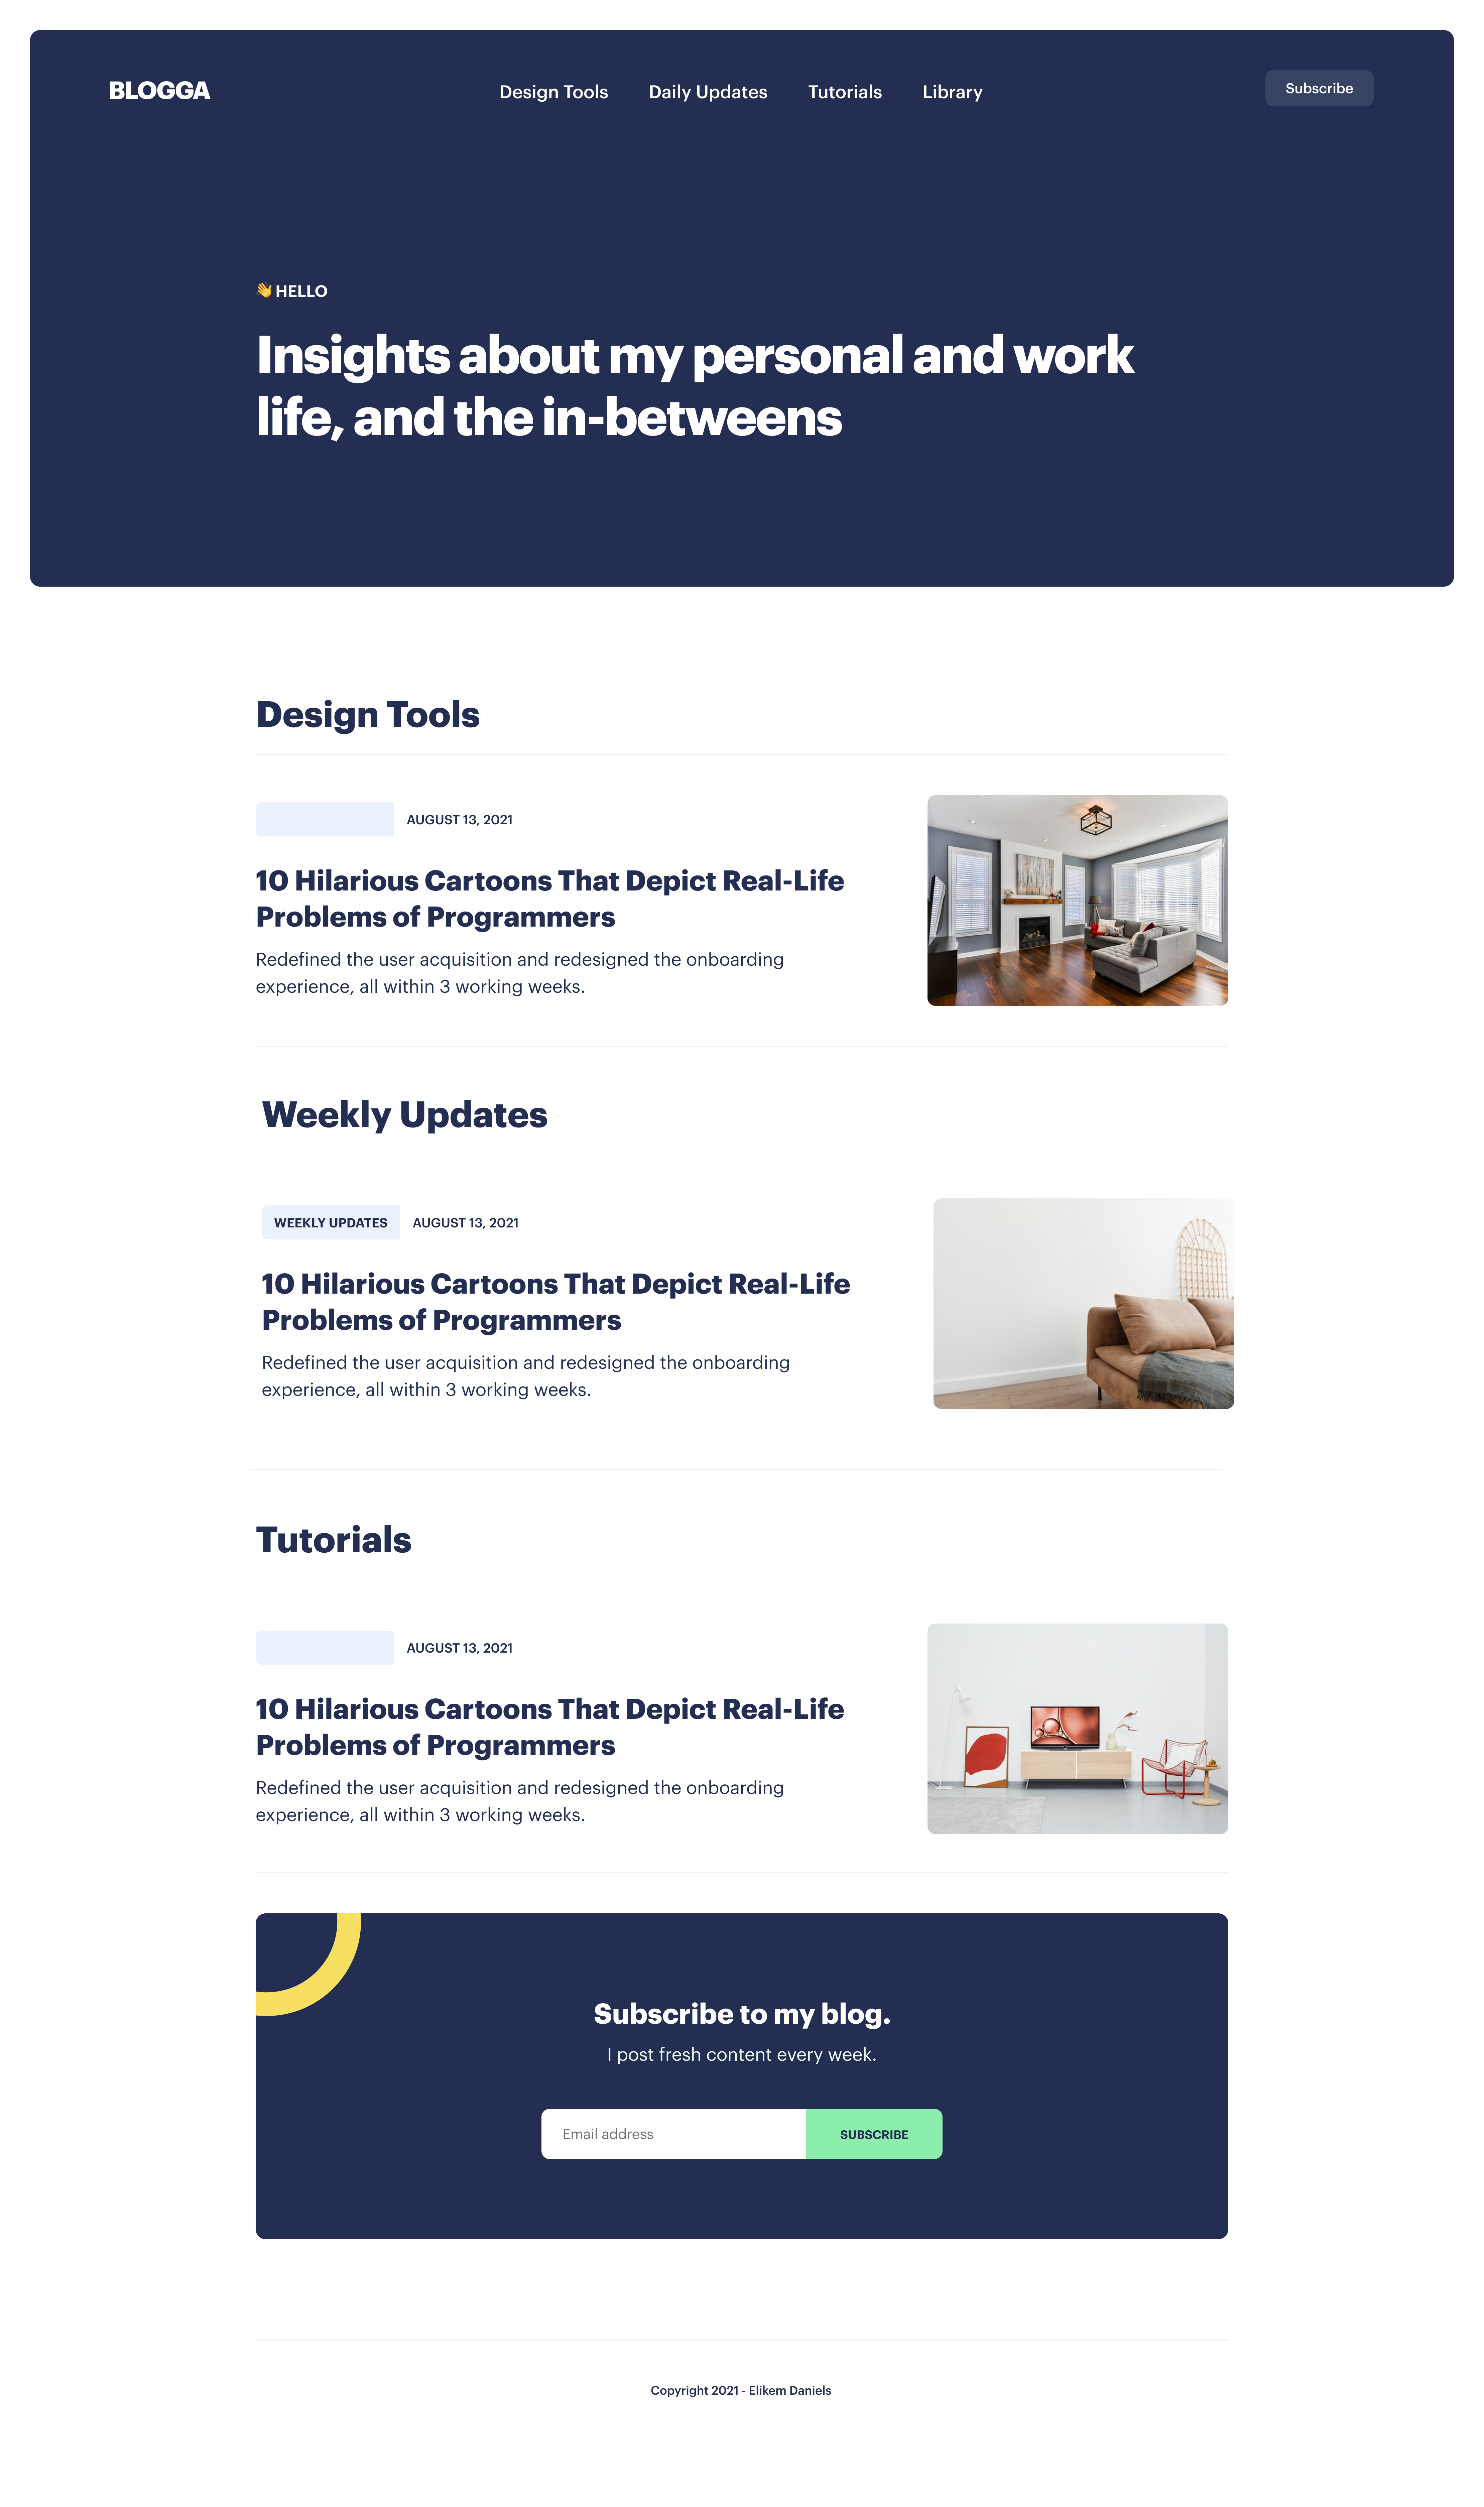 BLOGGA
Design Tools
Daily Updates
Tutorials
Library
Subscribe
👋 HELLO
Insights about my personal and work
life, and the in-betweens
Design Tools
AUGUST 13, 2021
10 Hilarious Cartoons That Depict Real-Life
Problems of Programmers
Redefined the user acquisition and redesigned the onboarding
experience, all within 3 working weeks.
Weekly Updates
WEEKLY UPDATES
AUGUST 13, 2021
10 Hilarious Cartoons That Depict Real-Life
Problems of Programmers
Redefined the user acquisition and redesigned the onboarding
experience, all within 3 working weeks.
Tutorials
AUGUST 13, 2021
10 Hilarious Cartoons That Depict Real-Life
Problems of Programmers
Redefined the user acquisition and redesigned the onboarding
experience, all within 3 working weeks.
Subscribe to my blog.
I post fresh content every week.
Email address
SUBSCRIBE
Copyright 2021 - Elikem Daniels